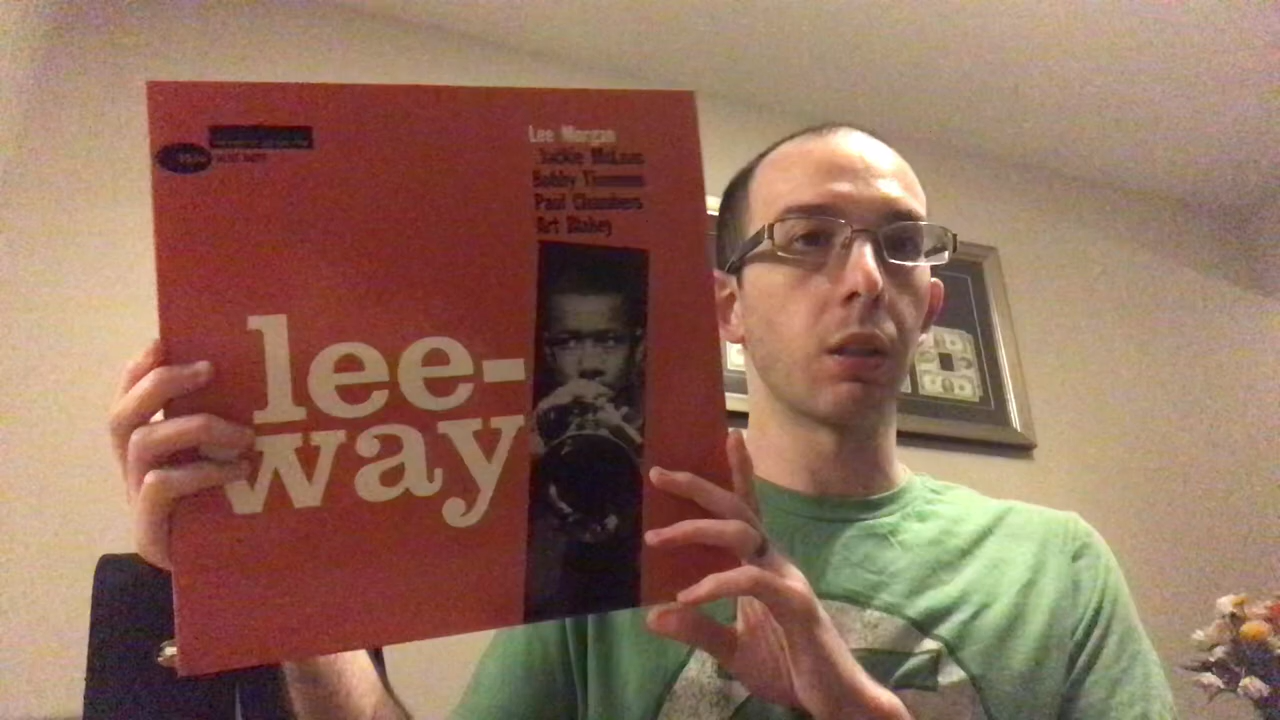 Lee Morgan
Jackie McLean
Bobby Timmons
Paul Chambers
Art Blakey
lee-
way